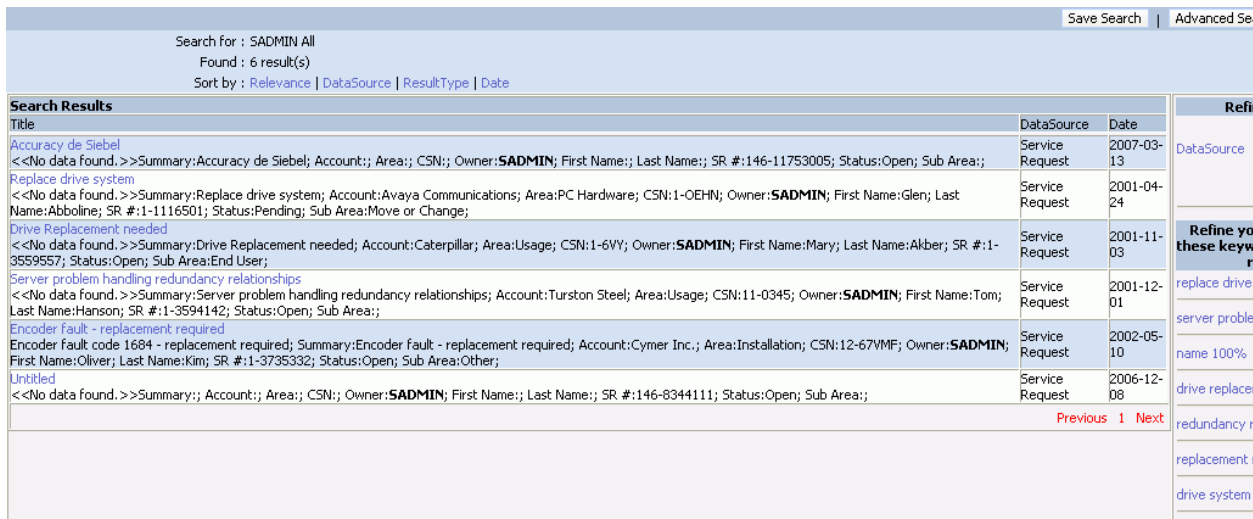 Save Search | Advanced Sea
Search for : SADMIN All
Found : 6 result(s)
Sort by : Relevance | DataSource | ResultType | Date
Search Results
Title DataSource Date
Accuracy de Siebel
<<No data found.>>Summary:Accuracy de Siebel; Account:; Area:; CSN:; Owner:SADMIN; First Name:; Last Name:; SR #:146-11753005; Status:Open; Sub Area:;
Service Request
2007-03-13
Replace drive system
<<No data found.>>Summary:Replace drive system; Account:Avaya Communications; Area:PC Hardware; CSN:1-OEHN; Owner:SADMIN; First Name:Glen; Last
Name:Abboline; SR #:1-1116501; Status:Pending; Sub Area:Move or Change;
Service Request
2001-04-24
Drive Replacement needed
<<No data found.>>Summary:Drive Replacement needed; Account:Caterpillar; Area:Usage; CSN:1-6VY; Owner:SADMIN; First Name:Mary; Last Name:Akber; SR #:1-
3559557; Status:Open; Sub Area:End User;
Service Request
2001-11-03
Server problem handling redundancy relationships
<<No data found.>>Summary:Server problem handling redundancy relationships; Account:Turston Steel; Area:Usage; CSN:11-0345; Owner:SADMIN; First Name:Tom;
Last Name:Hanson; SR #:1-3594142; Status:Open; Sub Area:;
Service Request
2001-12-01
Encoder fault - replacement required
Encoder fault code 1684 - replacement required; Summary:Encoder fault - replacement required; Account:Cymer Inc.; Area:Installation; CSN:12-67VMF; Owner:SADMIN;
First Name:Oliver; Last Name:Kim; SR #:1-3735332; Status:Open; Sub Area:Other;
Service Request
2002-05-10
Untitled
<<No data found.>>Summary:; Account:; Area:; CSN:; Owner:SADMIN; First Name:; Last Name:; SR #:146-8344111; Status:Open; Sub Area:;
Service Request
2006-12-08
Previous 1 Next
Refi
DataSource
Refine yo
these keyw
r
replace drive
server proble
name 100%
drive replace
redundancy r
replacement
drive system